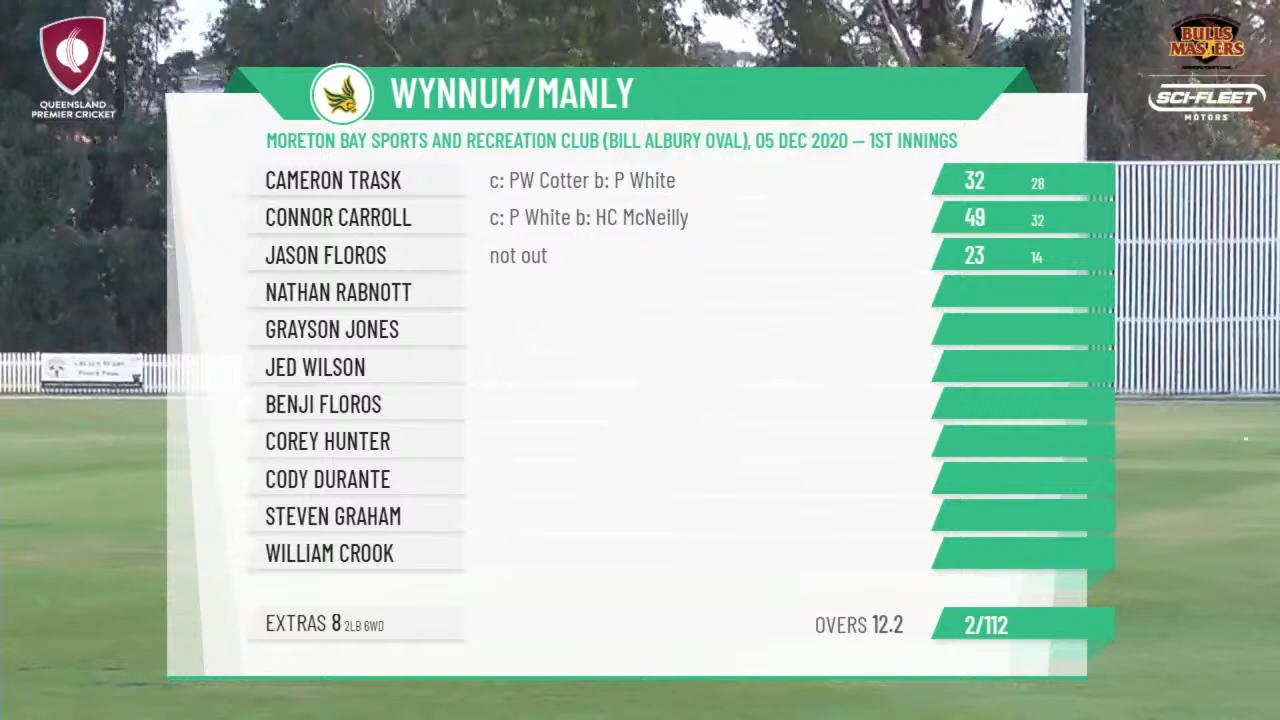 QUEENSLAND
PREMIER CRICKET
BULLS
MASTERS
SCI-FLEET
MOTORS
WYNNUM/MANLY
MORETON BAY SPORTS AND RECREATION CLUB (BILL ALBURY OVAL), 05 DEC 2020 – 1ST INNINGS
CAMERON TRASK c: PW Cotter b: P White 32 28
CONNOR CARROLL c: P White b: HC McNeilly 49 32
JASON FLOROS not out 23 14
NATHAN RABNOTT
GRAYSON JONES
JED WILSON
BENJI FLOROS
COREY HUNTER
CODY DURANTE
STEVEN GRAHAM
WILLIAM CROOK
EXTRAS 8 2LB 6WD OVERS 12.2 2/112